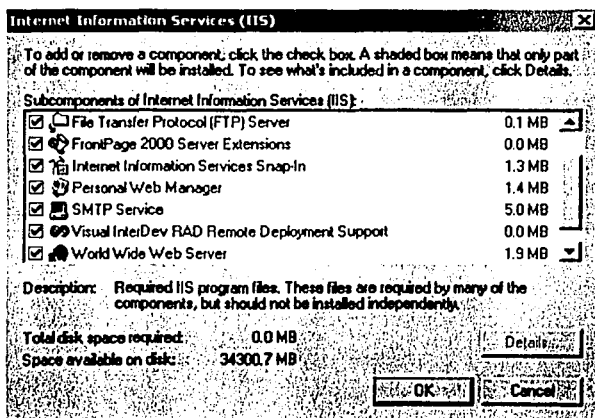 Internet Information Services (IIS)
To add or remove a component, click the check box. A shaded box means that only part
of the component will be installed. To see what's included in a component, click Details.
Subcomponents of Internet Information Services (IIS):
File Transfer Protocol (FTP) Server 0.1 MB
FrontPage 2000 Server Extensions 0.0 MB
Internet Information Services Snap-In 1.3 MB
Personal Web Manager 1.4 MB
SMTP Service 5.0 MB
Visual InterDev RAD Remote Deployment Support 0.0 MB
World Wide Web Server 1.9 MB
Description: Required IIS program files. These files are required by many of the
components, but should not be installed independently.
Total disk space required: 0.0 MB
Space available on disk: 34300.7 MB
Details...
OK Cancel